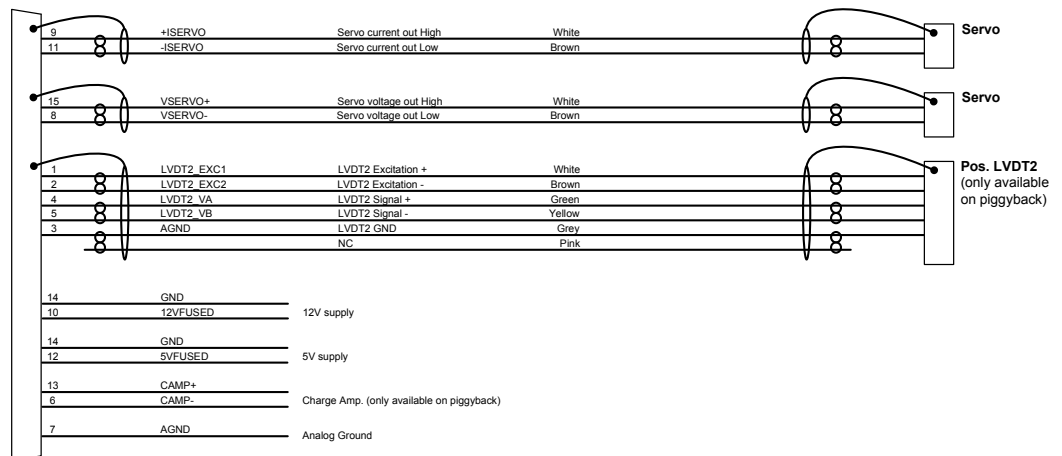 9 +ISERVO Servo current out High White Servo
11 -ISERVO Servo current out Low Brown
15 VSERVO+ Servo voltage out High White Servo
8 VSERVO- Servo voltage out Low Brown
1 LVDT2_EXC1 LVDT2 Excitation + White Pos. LVDT2
2 LVDT2_EXC2 LVDT2 Excitation - Brown (only available
4 LVDT2_VA LVDT2 Signal + Green on piggyback)
5 LVDT2_VB LVDT2 Signal - Yellow
3 AGND LVDT2 GND Grey
NC Pink
14 GND
10 12VFUSED 12V supply
14 GND
12 5VFUSED 5V supply
13 CAMP+
6 CAMP- Charge Amp. (only available on piggyback)
7 AGND Analog Ground